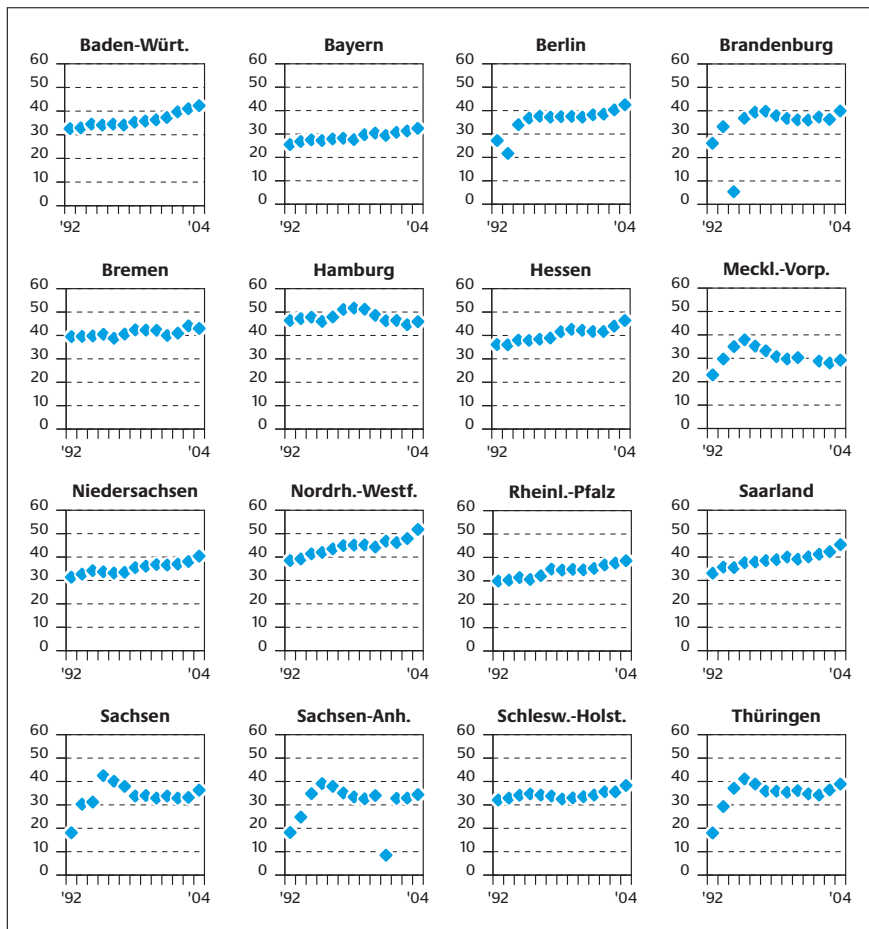 Baden-Würt. Bayern Berlin Brandenburg
60 60 60 60
50 50 50 50
40 40 40 40
30 30 30 30
20 20 20 20
10 10 10 10
0 0 0 0
'92 '04 '92 '04 '92 '04 '92 '04
Bremen Hamburg Hessen Meckl.-Vorp.
60 60 60 60
50 50 50 50
40 40 40 40
30 30 30 30
20 20 20 20
10 10 10 10
0 0 0 0
'92 '04 '92 '04 '92 '04 '92 '04
Niedersachsen Nordrh.-Westf. Rheinl.-Pfalz Saarland
60 60 60 60
50 50 50 50
40 40 40 40
30 30 30 30
20 20 20 20
10 10 10 10
0 0 0 0
'92 '04 '92 '04 '92 '04 '92 '04
Sachsen Sachsen-Anh. Schlesw.-Holst. Thüringen
60 60 60 60
50 50 50 50
40 40 40 40
30 30 30 30
20 20 20 20
10 10 10 10
0 0 0 0
'92 '04 '92 '04 '92 '04 '92 '04